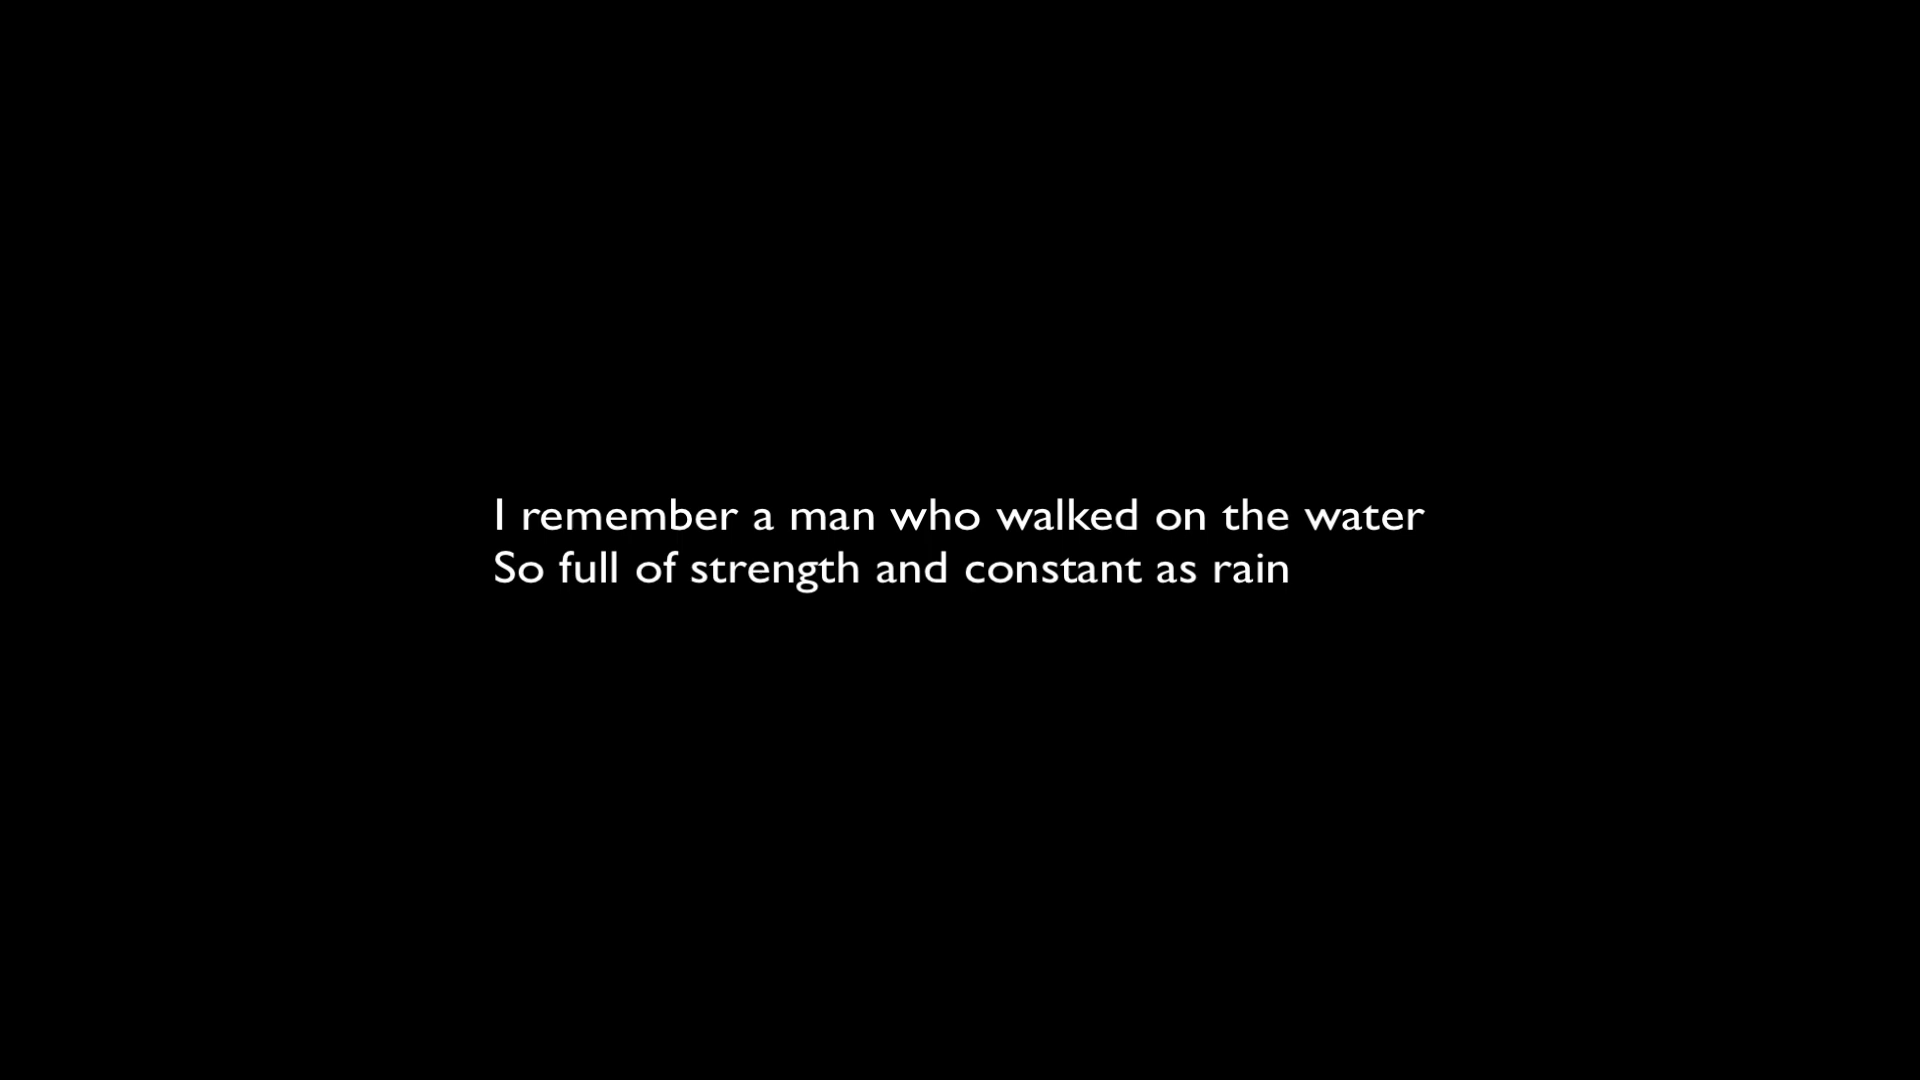 I remember a man who walked on the water
So full of strength and constant as rain